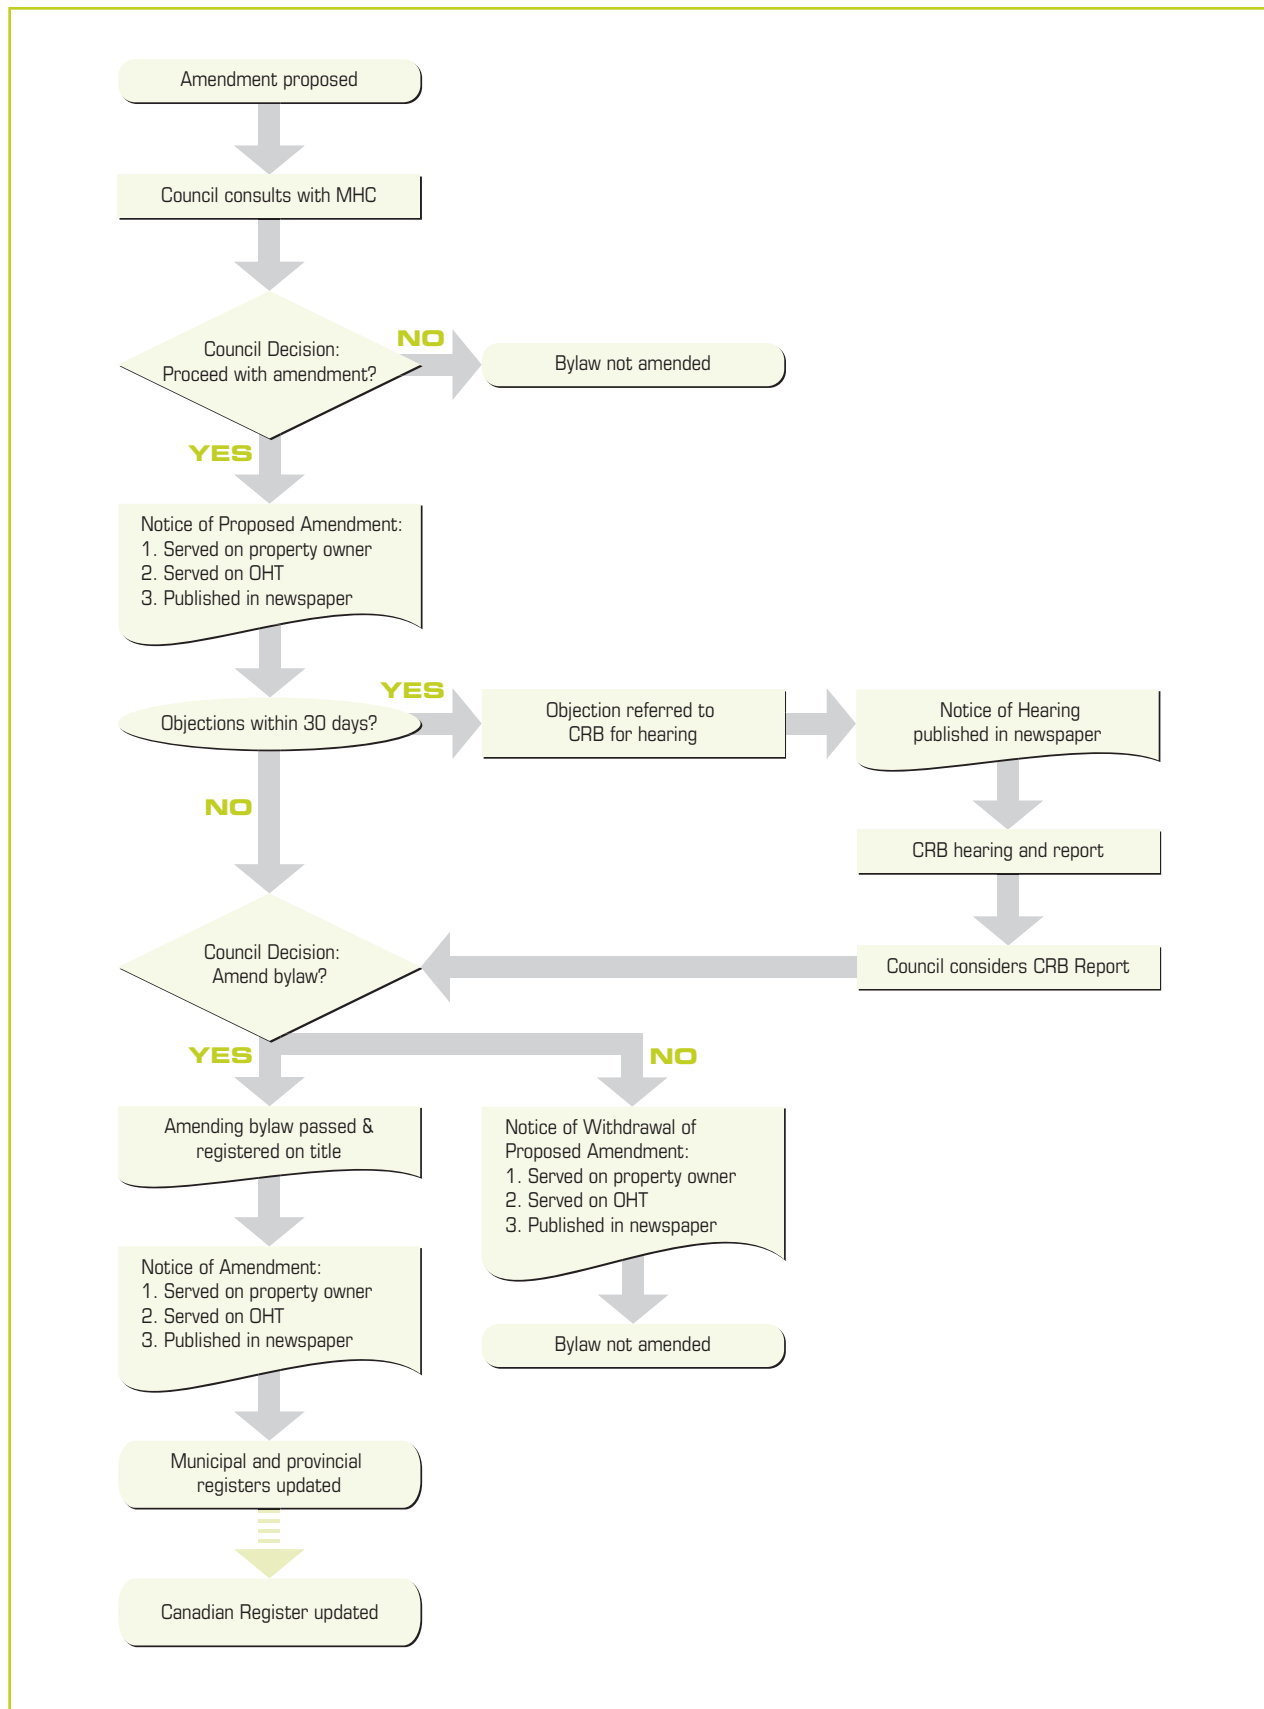 Amendment proposed
Council consults with MHC
Council Decision:
Proceed with amendment?
NO
Bylaw not amended
YES
Notice of Proposed Amendment:
1. Served on property owner
2. Served on OHT
3. Published in newspaper
Objections within 30 days?
YES
Objection referred to
CRB for hearing
Notice of Hearing
published in newspaper
CRB hearing and report
Council considers CRB Report
NO
Council Decision:
Amend bylaw?
YES
Amending bylaw passed &
registered on title
Notice of Amendment:
1. Served on property owner
2. Served on OHT
3. Published in newspaper
Municipal and provincial
registers updated
Canadian Register updated
NO
Notice of Withdrawal of
Proposed Amendment:
1. Served on property owner
2. Served on OHT
3. Published in newspaper
Bylaw not amended